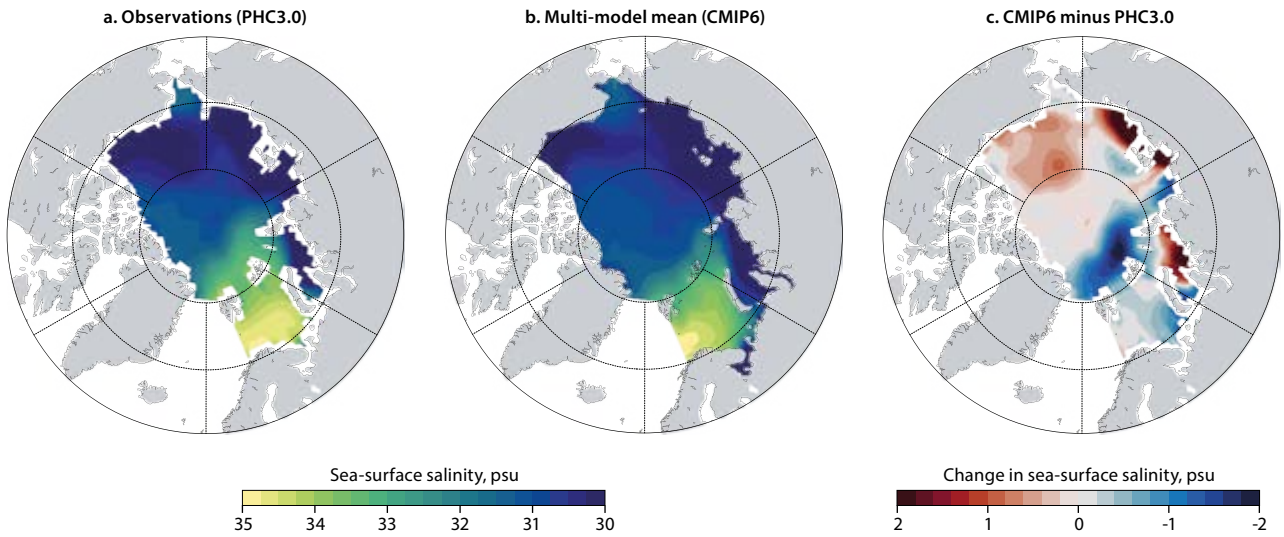 a. Observations (PHC3.0)
b. Multi-model mean (CMIP6)
c. CMIP6 minus PHC3.0
Sea-surface salinity, psu
35 34 33 32 31 30
Change in sea-surface salinity, psu
2 1 0 -1 -2